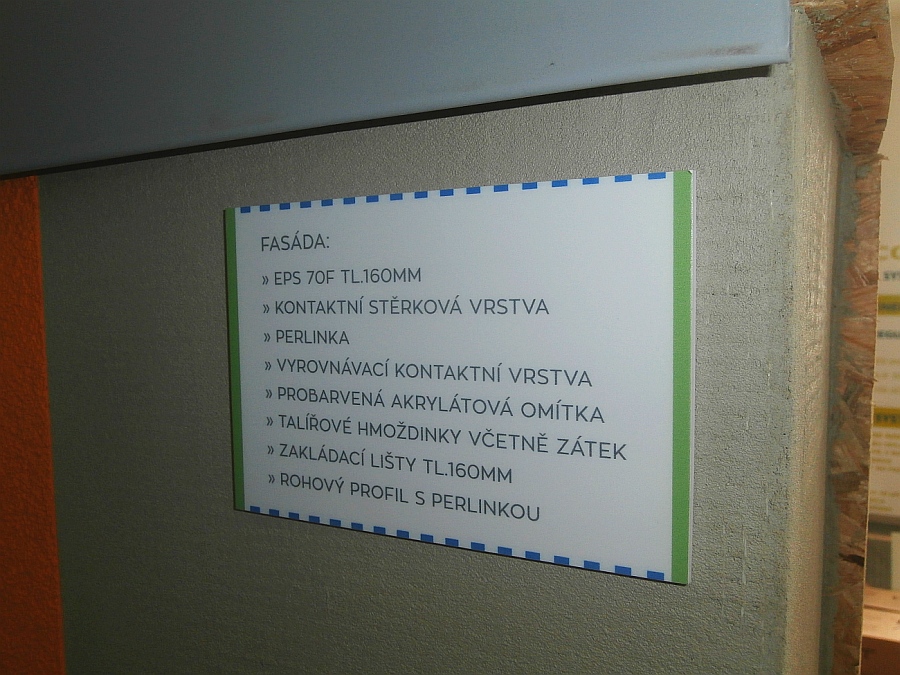 FASÁDA:
» EPS 70F TL.160MM
» KONTAKTNÍ STĚRKOVÁ VRSTVA
» PERLINKA
» VYROVNÁVACÍ KONTAKTNÍ VRSTVA
» PROBARVENÁ AKRYLÁTOVÁ OMÍTKA
» TALÍŘOVÉ HMOŽDINKY VČETNĚ ZÁTEK
» ZAKLÁDACÍ LIŠTY TL.160MM
» ROHOVÝ PROFIL S PERLINKOU